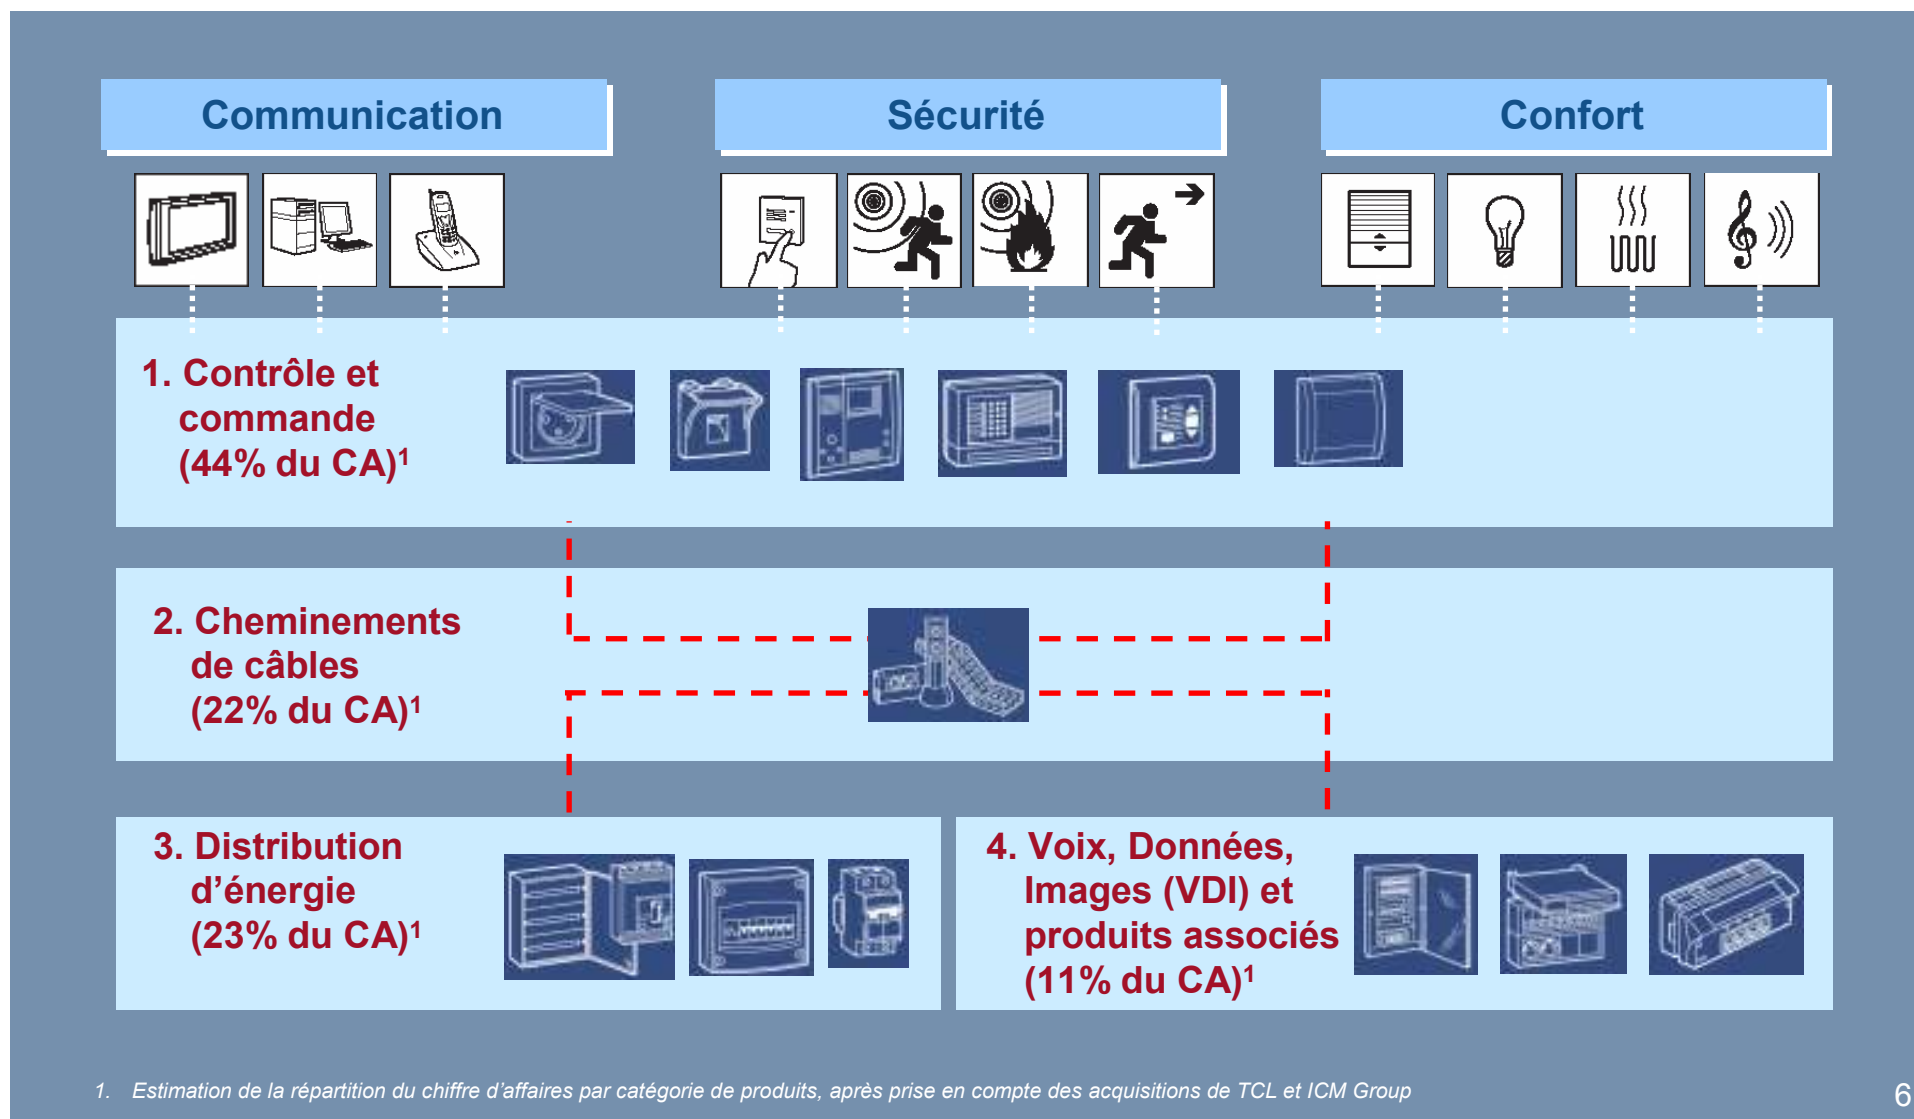 Communication
Sécurité
Confort
1. Contrôle et
commande
(44% du CA)¹
2. Cheminements
de câbles
(22% du CA)¹
3. Distribution
d’énergie
(23% du CA)¹
4. Voix, Données,
Images (VDI) et
produits associés
(11% du CA)¹
1. Estimation de la répartition du chiffre d’affaires par catégorie de produits, après prise en compte des acquisitions de TCL et ICM Group
6